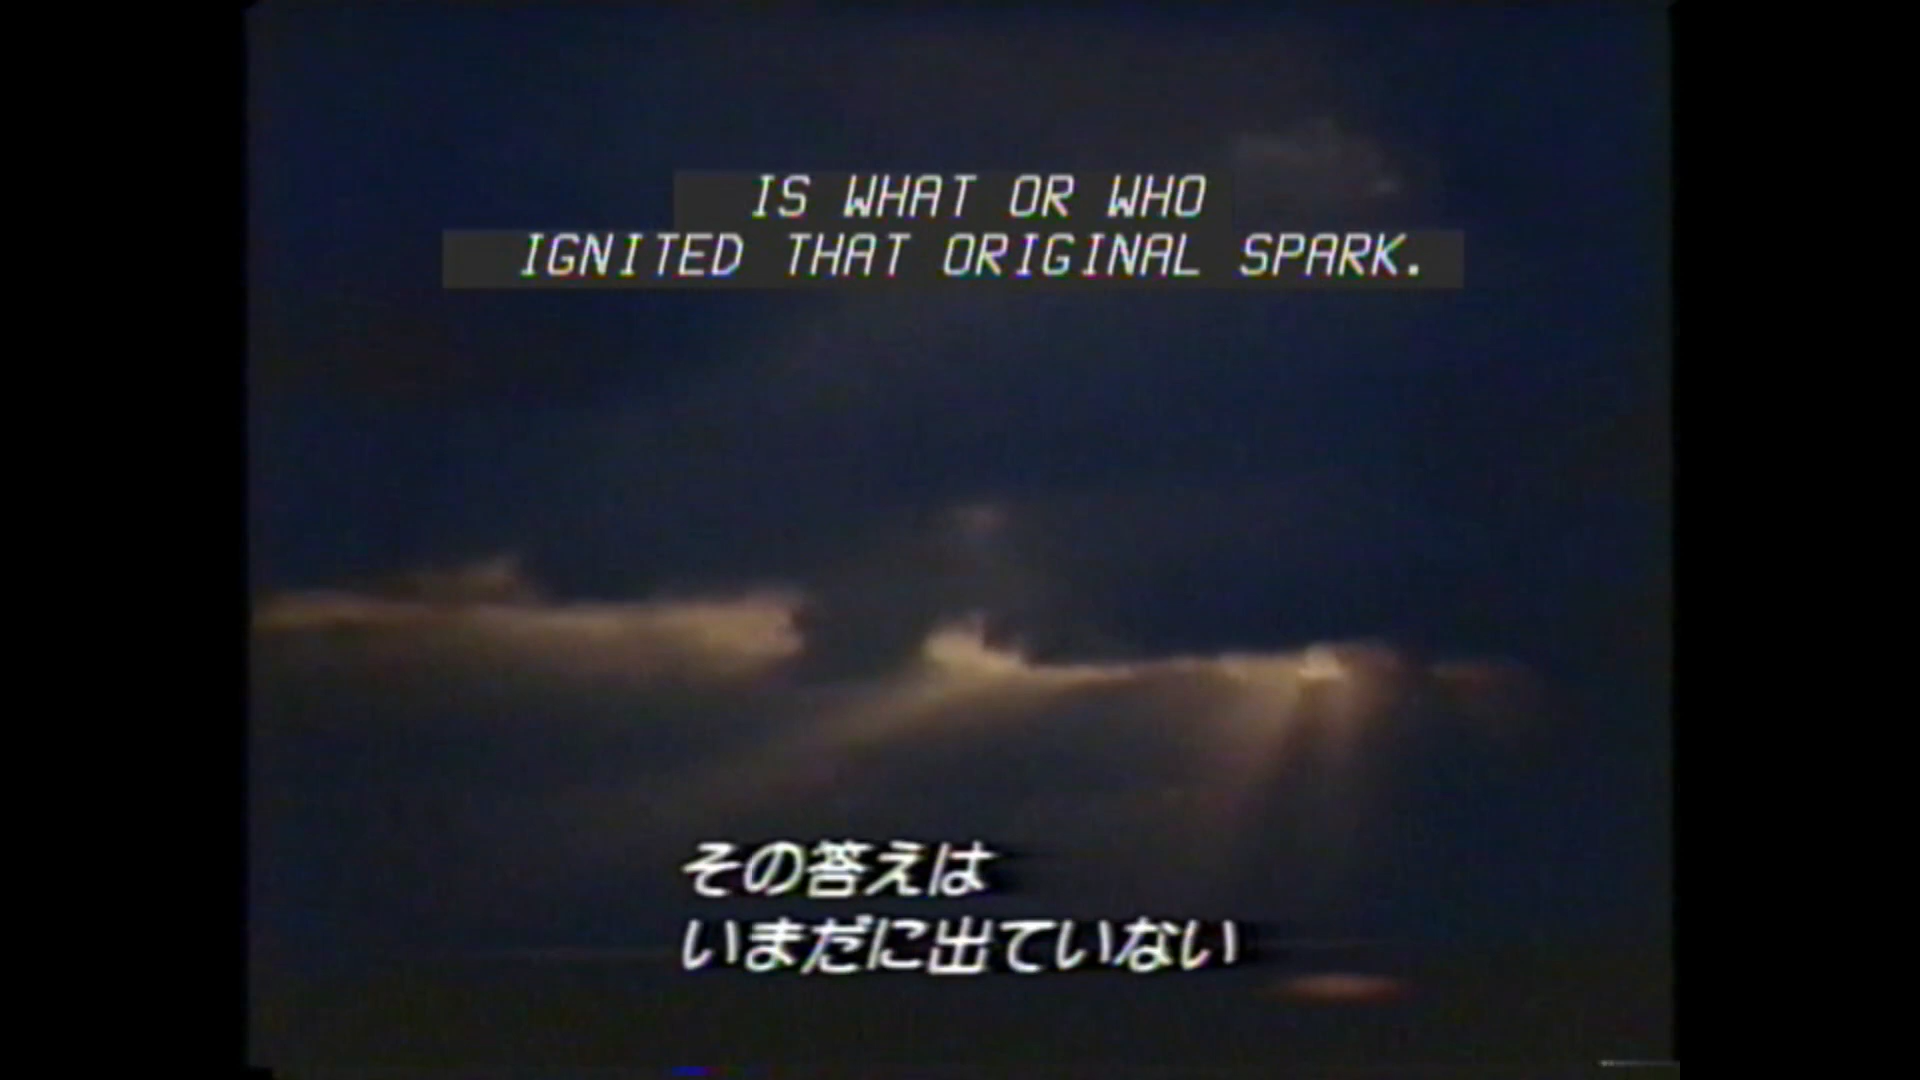 IS WHAT OR WHO
IGNITED THAT ORIGINAL SPARK.
その答えは
いまだに出ていない